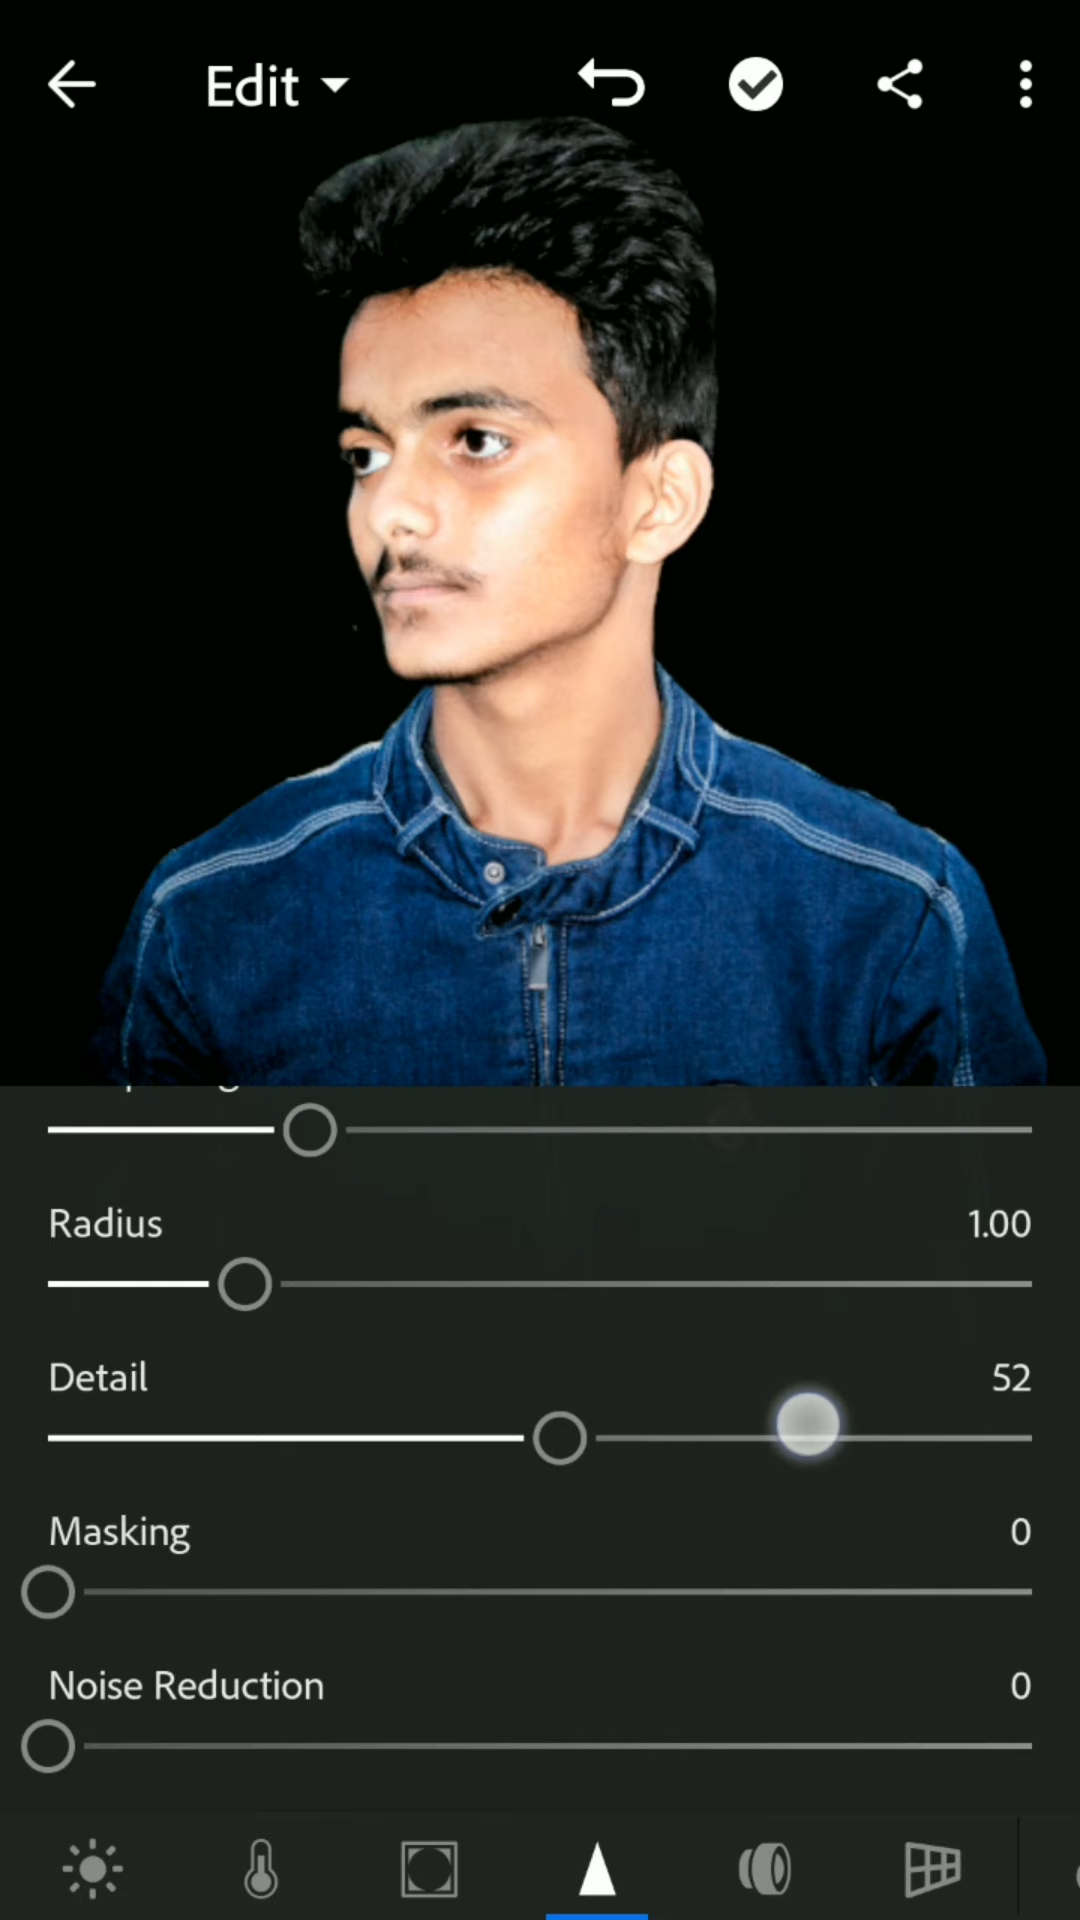 Edit
Radius 1.00
Detail 52
Masking 0
Noise Reduction 0